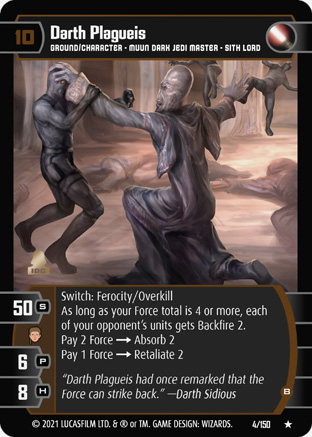 10
Darth Plagueis
GROUND/CHARACTER - MUUN DARK JEDI MASTER - SITH LORD
50 S
Switch: Ferocity/Overkill
As long as your Force total is 4 or more, each
of your opponent's units gets Backfire 2.
Pay 2 Force → Absorb 2
6 P
Pay 1 Force → Retaliate 2
8 H
"Darth Plagueis had once remarked that the
Force can strike back." —Darth Sidious
B
© 2021 LUCASFILM LTD. & ® or TM. GAME DESIGN: WIZARDS.
4/150 ★